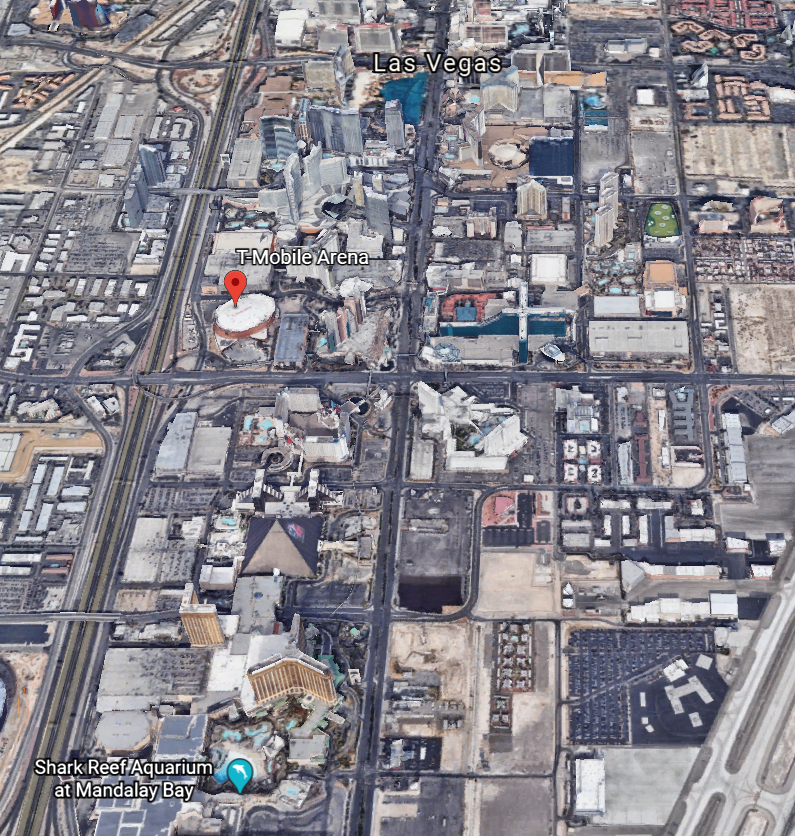 Las Vegas
T-Mobile Arena
Shark Reef Aquarium
at Mandalay Bay